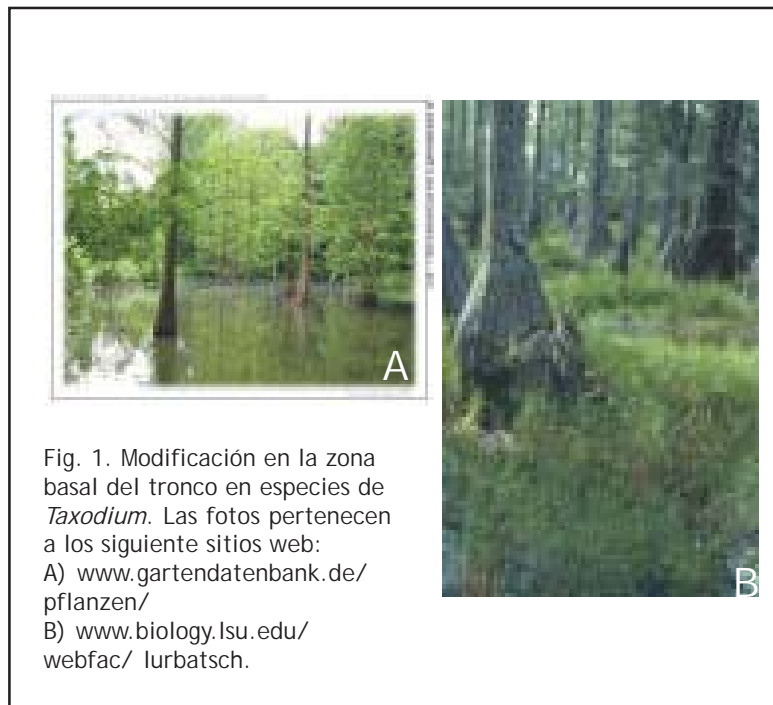 A
B
Fig. 1. Modificación en la zona
basal del tronco en especies de
Taxodium. Las fotos pertenecen
a los siguiente sitios web:
A) www.gartendatenbank.de/
pflanzen/
B) www.biology.lsu.edu/
webfac/ lurbatsch.